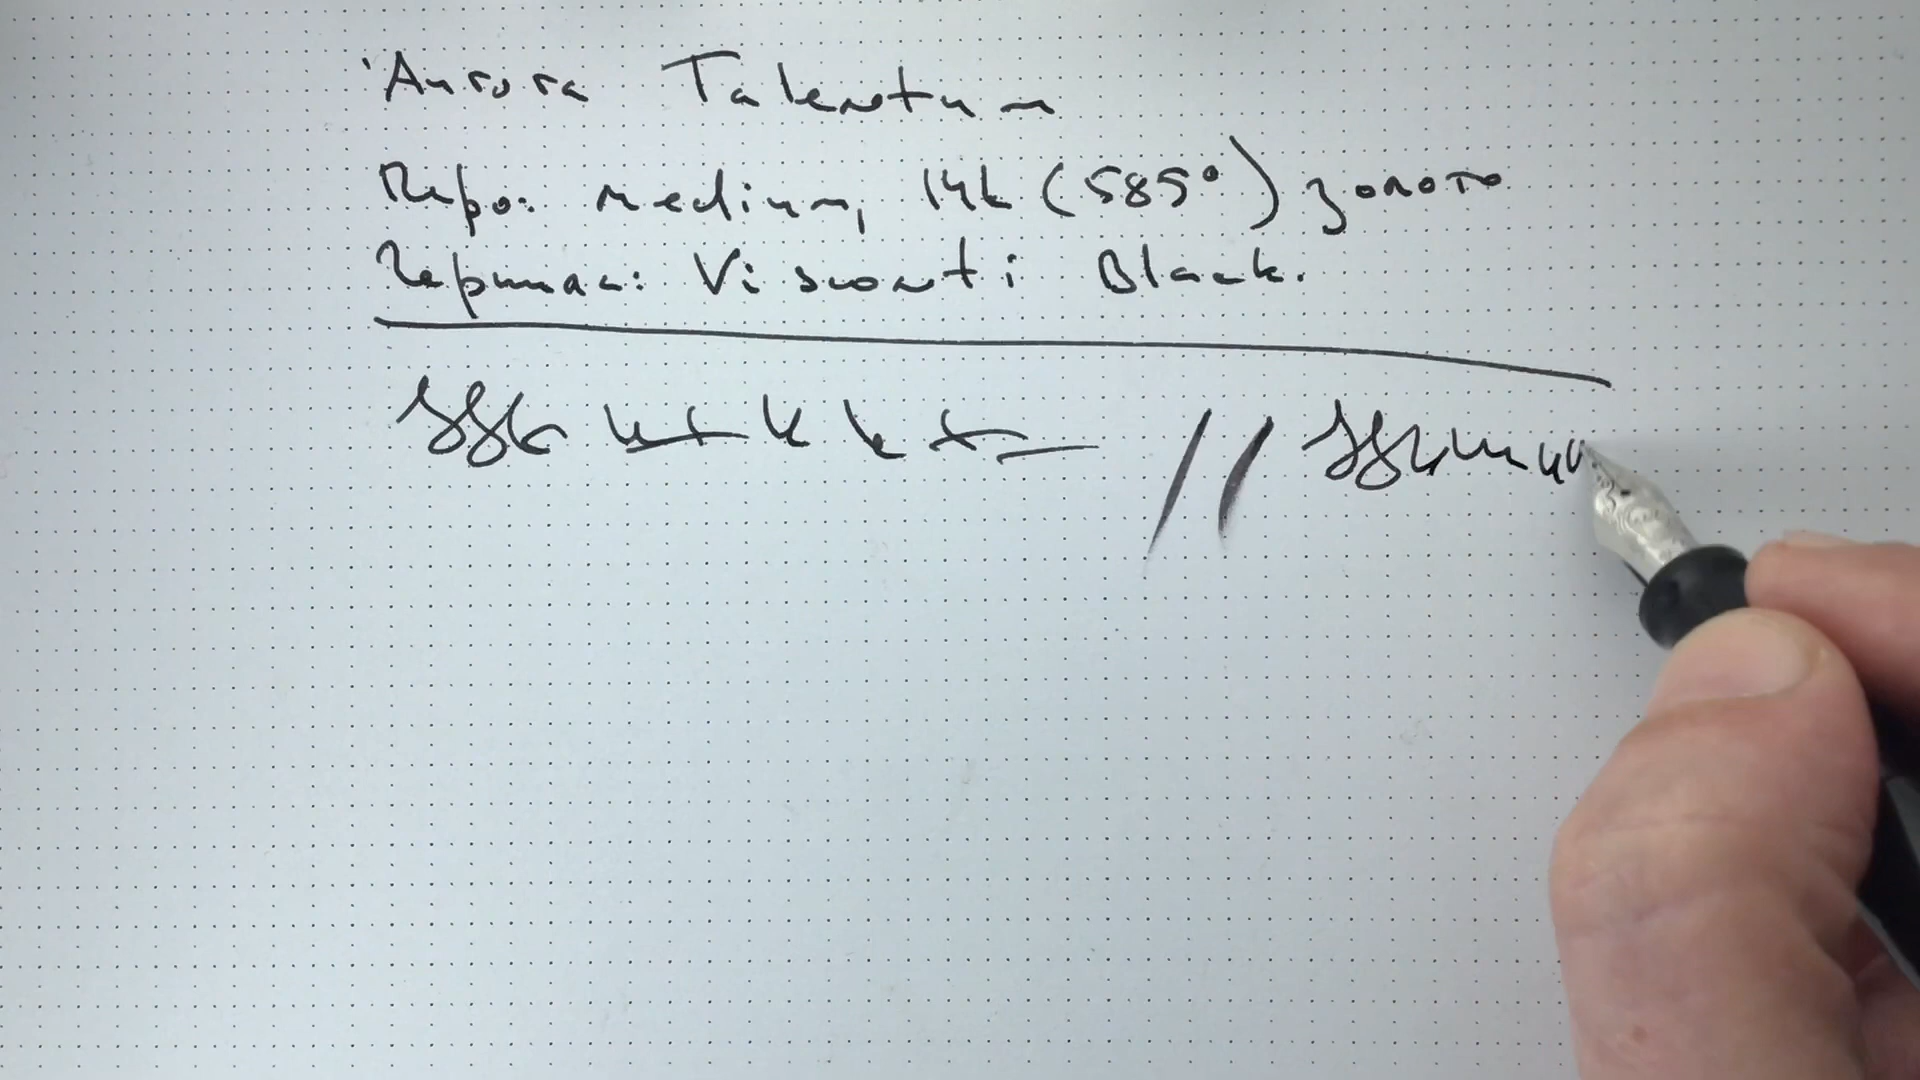 Aurora Talentum
Перо: medium, 14k (585°) золото
Чернила: Visconti Black.